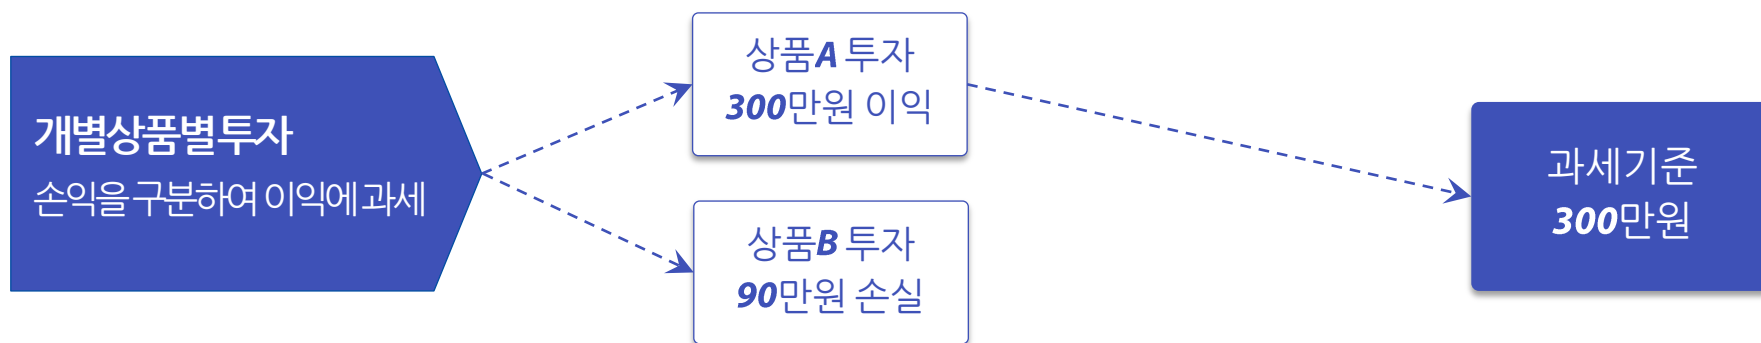 개별상품별투자
손익을 구분하여 이익에 과세
상품A 투자
300만원 이익
상품B 투자
90만원 손실
과세기준
300만원